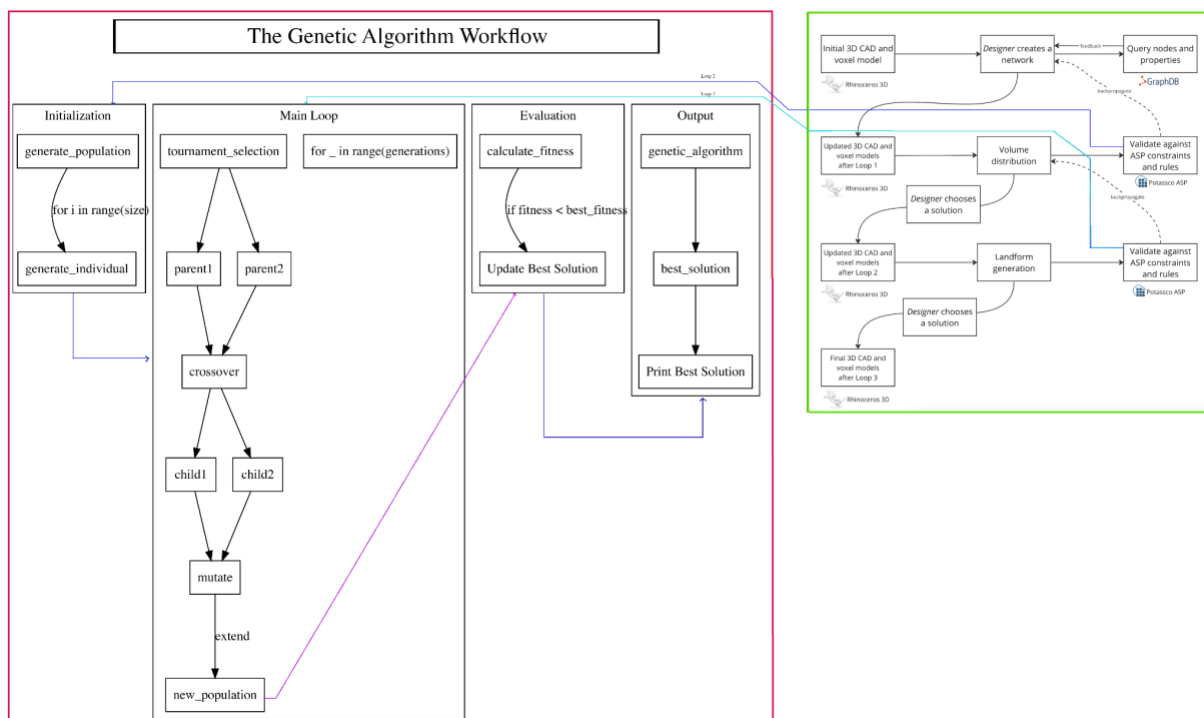 The Genetic Algorithm Workflow
Initialization
generate_population
for i in range(size)
generate_individual
Main Loop
tournament_selection
for _ in range(generations)
parent1
parent2
crossover
child1
child2
mutate
extend
new_population
Evaluation
calculate_fitness
if fitness < best_fitness
Update Best Solution
Output
genetic_algorithm
best_solution
Print Best Solution
Loop 2
Initial 3D CAD and
voxel model
Rhinoceros 3D
Designer creates a
network
feedback
Query nodes and
properties
GraphDB
backpropagate
Updated 3D CAD and
voxel models
after Loop 1
Rhinoceros 3D
Volume
distribution
Validate against
ASP constraints
and rules
Potassco ASP
Designer chooses
a solution
backpropagate
Updated 3D CAD and
voxel models after
Loop 2
Rhinoceros 3D
Landform
generation
Validate against
ASP constraints
and rules
Potassco ASP
Designer chooses
a solution
Final 3D CAD and
voxel models
after Loop 3
Rhinoceros 3D